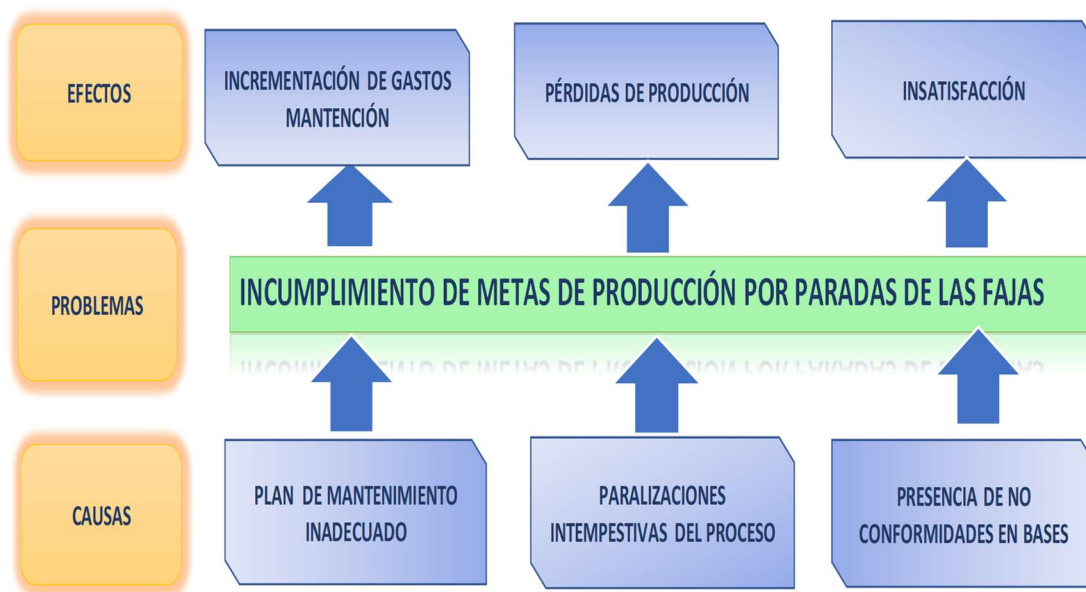 EFECTOS
INCREMENTACIÓN DE GASTOS
MANTENCIÓN
PÉRDIDAS DE PRODUCCIÓN
INSATISFACCIÓN
PROBLEMAS
INCUMPLIMIENTO DE METAS DE PRODUCCIÓN POR PARADAS DE LAS FAJAS
CAUSAS
PLAN DE MANTENIMIENTO
INADECUADO
PARALIZACIONES
INTEMPESTIVAS DEL PROCESO
PRESENCIA DE NO
CONFORMIDADES EN BASES